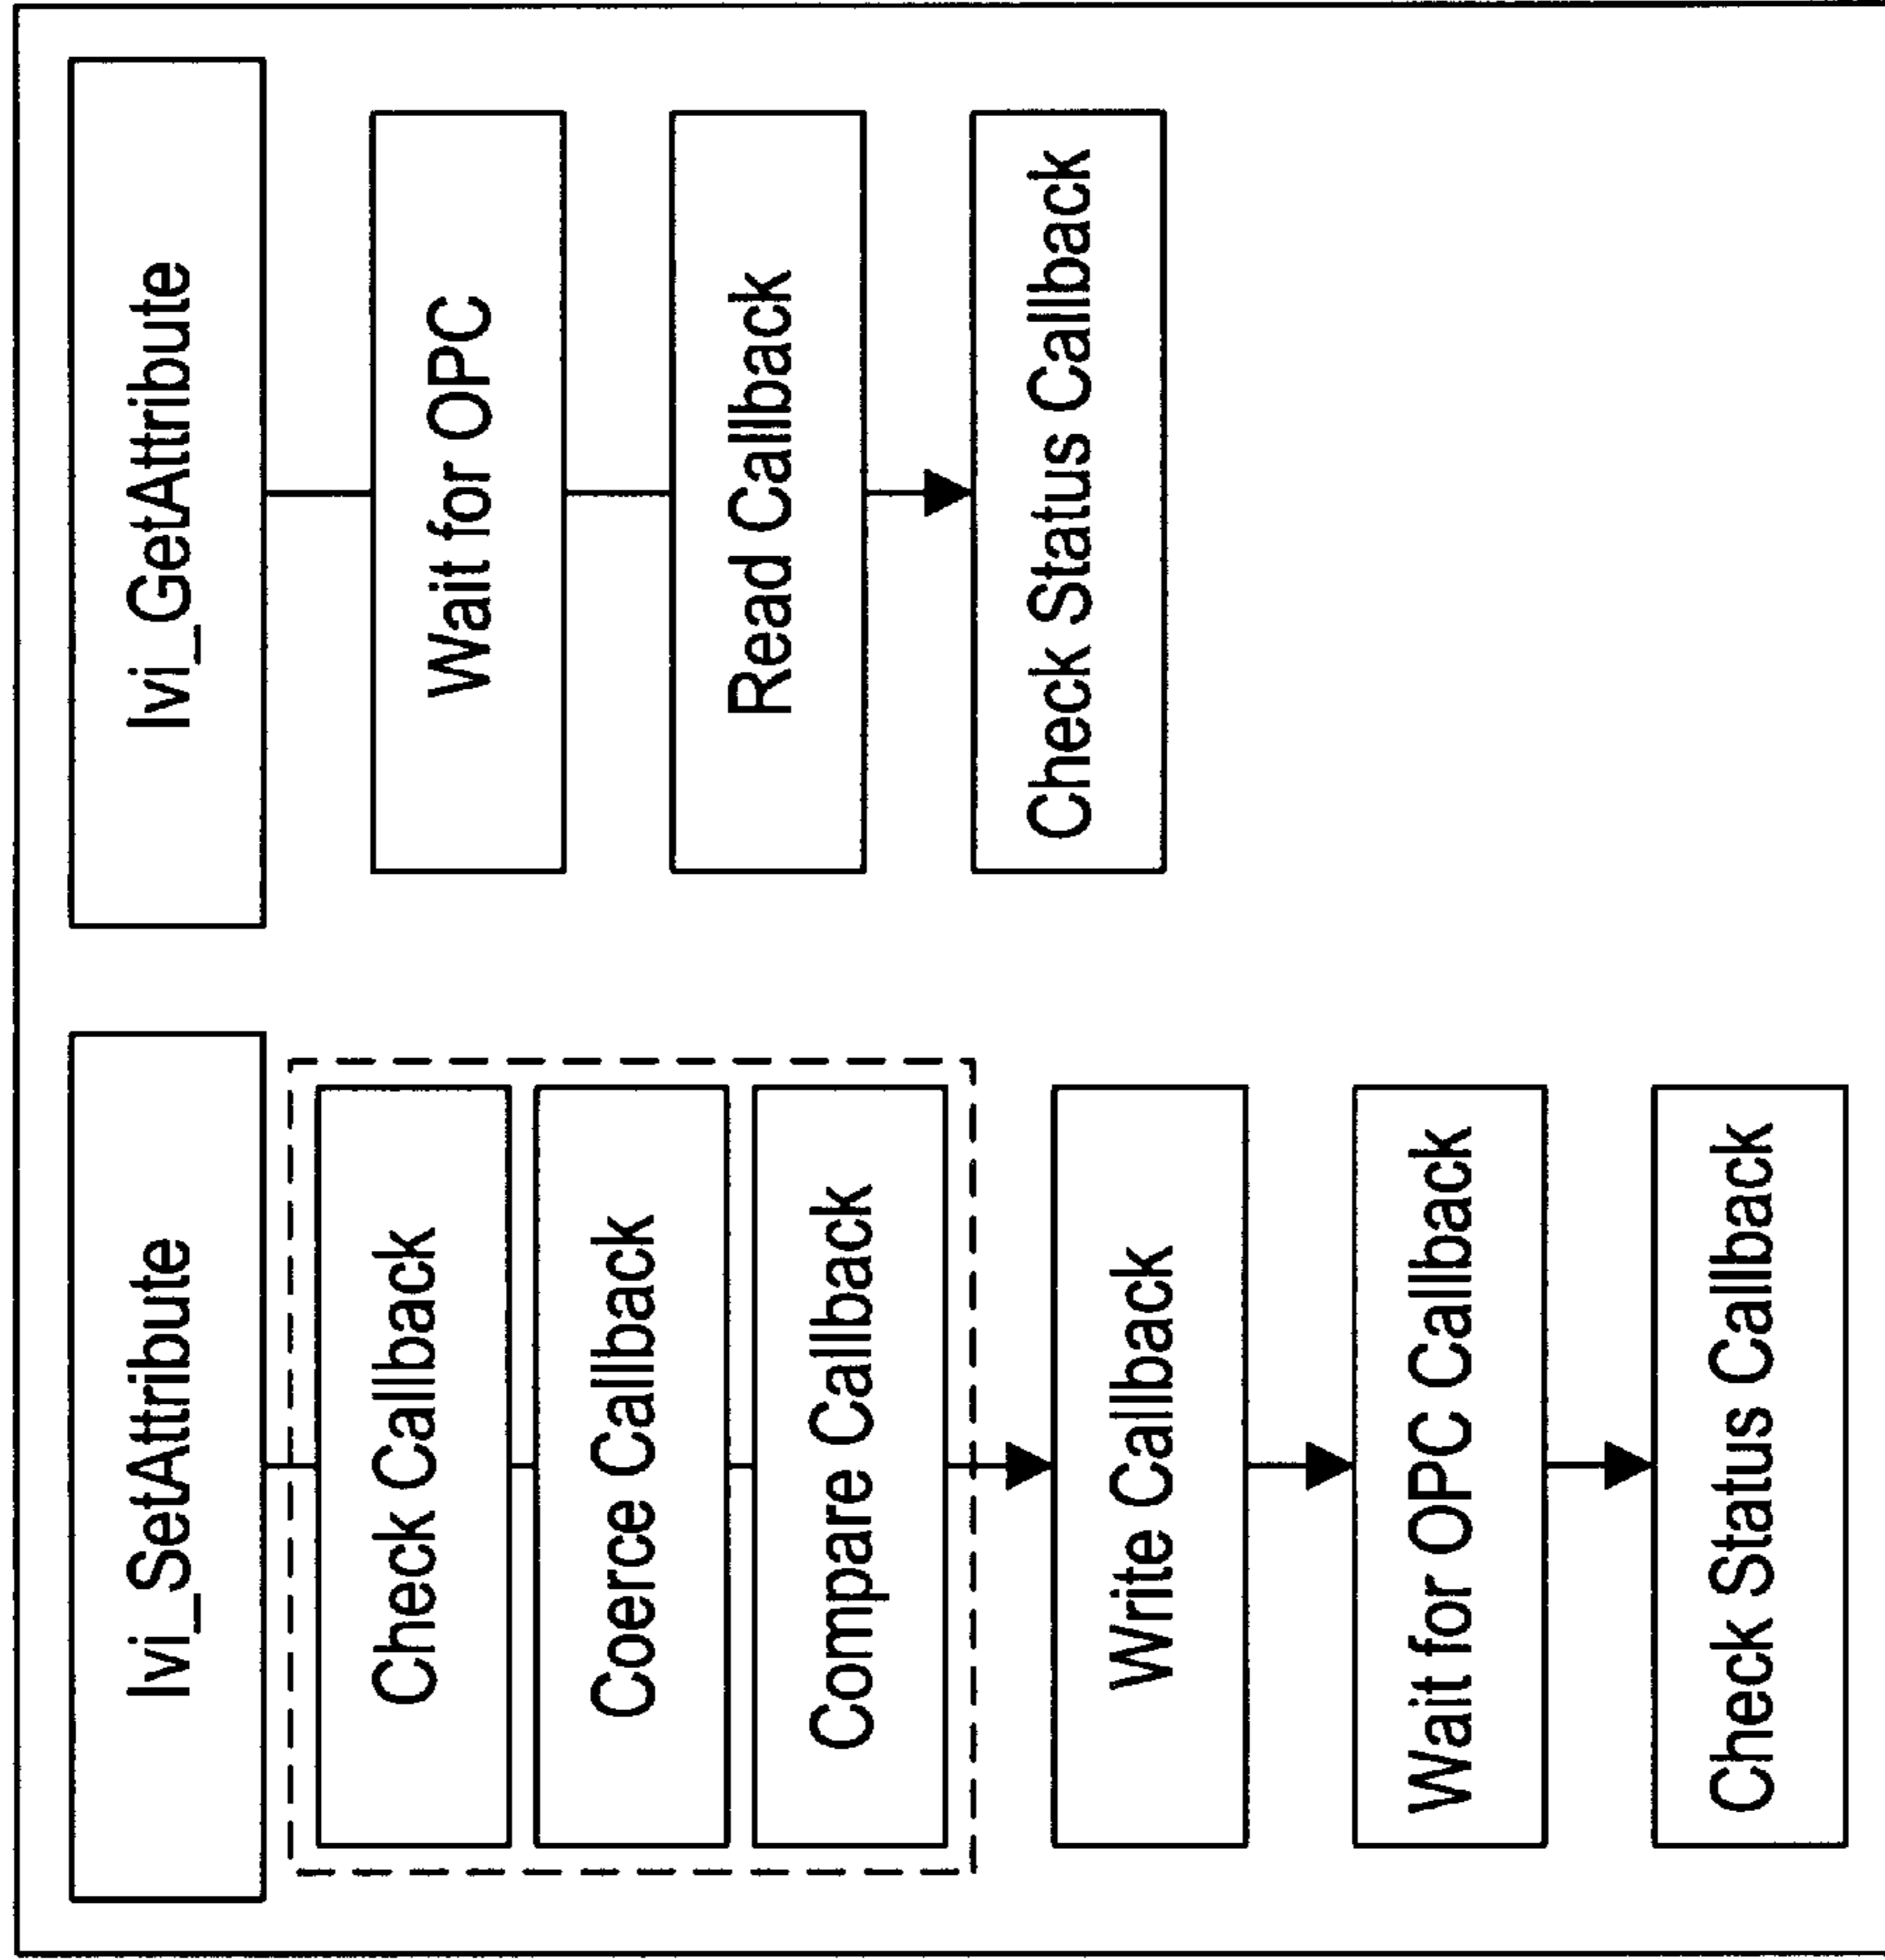 Ivi_SetAttribute
Check Callback
Coerce Callback
Compare Callback
Write Callback
Wait for OPC Callback
Check Status Callback
Ivi_GetAttribute
Wait for OPC
Read Callback
Check Status Callback